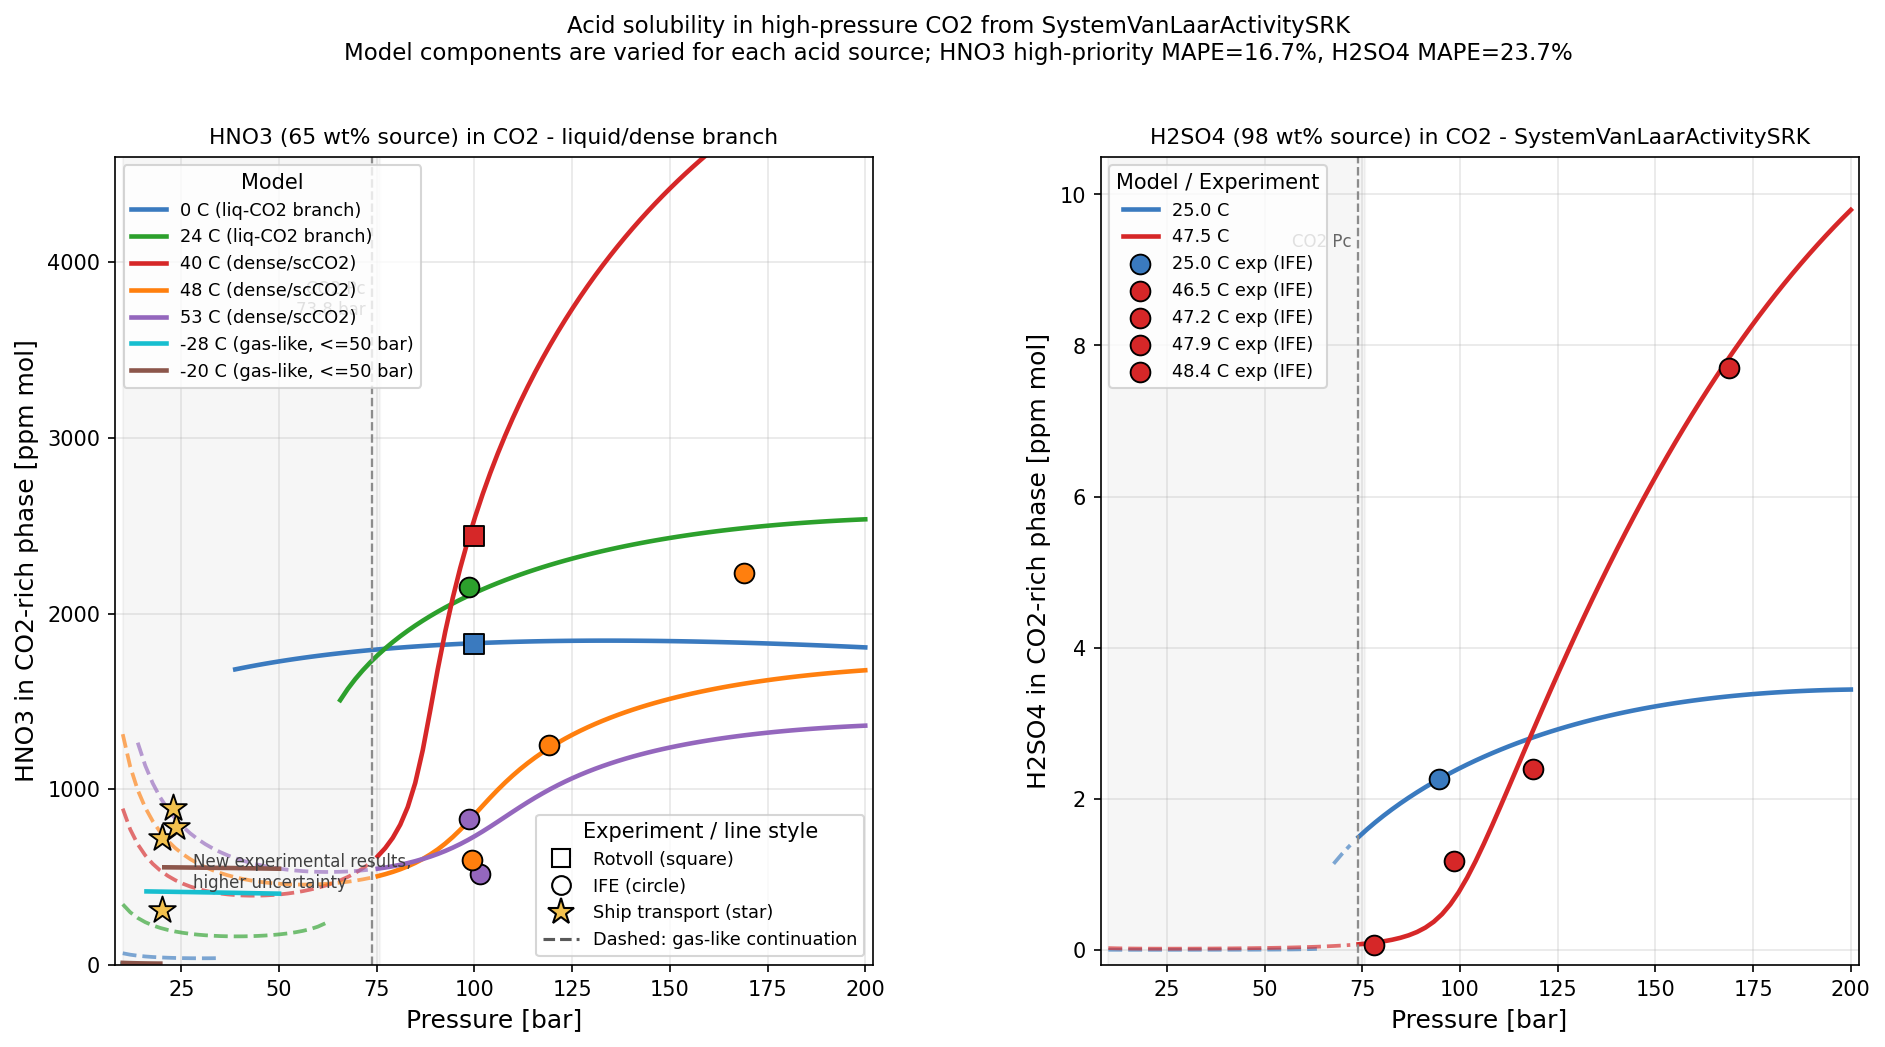 Acid solubility in high-pressure CO2 from SystemVanLaarActivitySRK
Model components are varied for each acid source; HNO3 high-priority MAPE=16.7%, H2SO4 MAPE=23.7%
HNO3 (65 wt% source) in CO2 - liquid/dense branch
HNO3 in CO2-rich phase [ppm mol]
4000
3000
2000
1000
0
Model
0 C (liq-CO2 branch)
24 C (liq-CO2 branch)
40 C (dense/scCO2)
48 C (dense/scCO2)
53 C (dense/scCO2)
-28 C (gas-like, <=50 bar)
-20 C (gas-like, <=50 bar)
73.8 bar
New experimental results,
higher uncertainty
Experiment / line style
Rotvoll (square)
IFE (circle)
Ship transport (star)
Dashed: gas-like continuation
25
50
75
100
125
150
175
200
Pressure [bar]
H2SO4 (98 wt% source) in CO2 - SystemVanLaarActivitySRK
H2SO4 in CO2-rich phase [ppm mol]
10
8
6
4
2
0
Model / Experiment
25.0 C
47.5 C
25.0 C exp (IFE)
46.5 C exp (IFE)
47.2 C exp (IFE)
47.9 C exp (IFE)
48.4 C exp (IFE)
CO2 Pc
25
50
75
100
125
150
175
200
Pressure [bar]